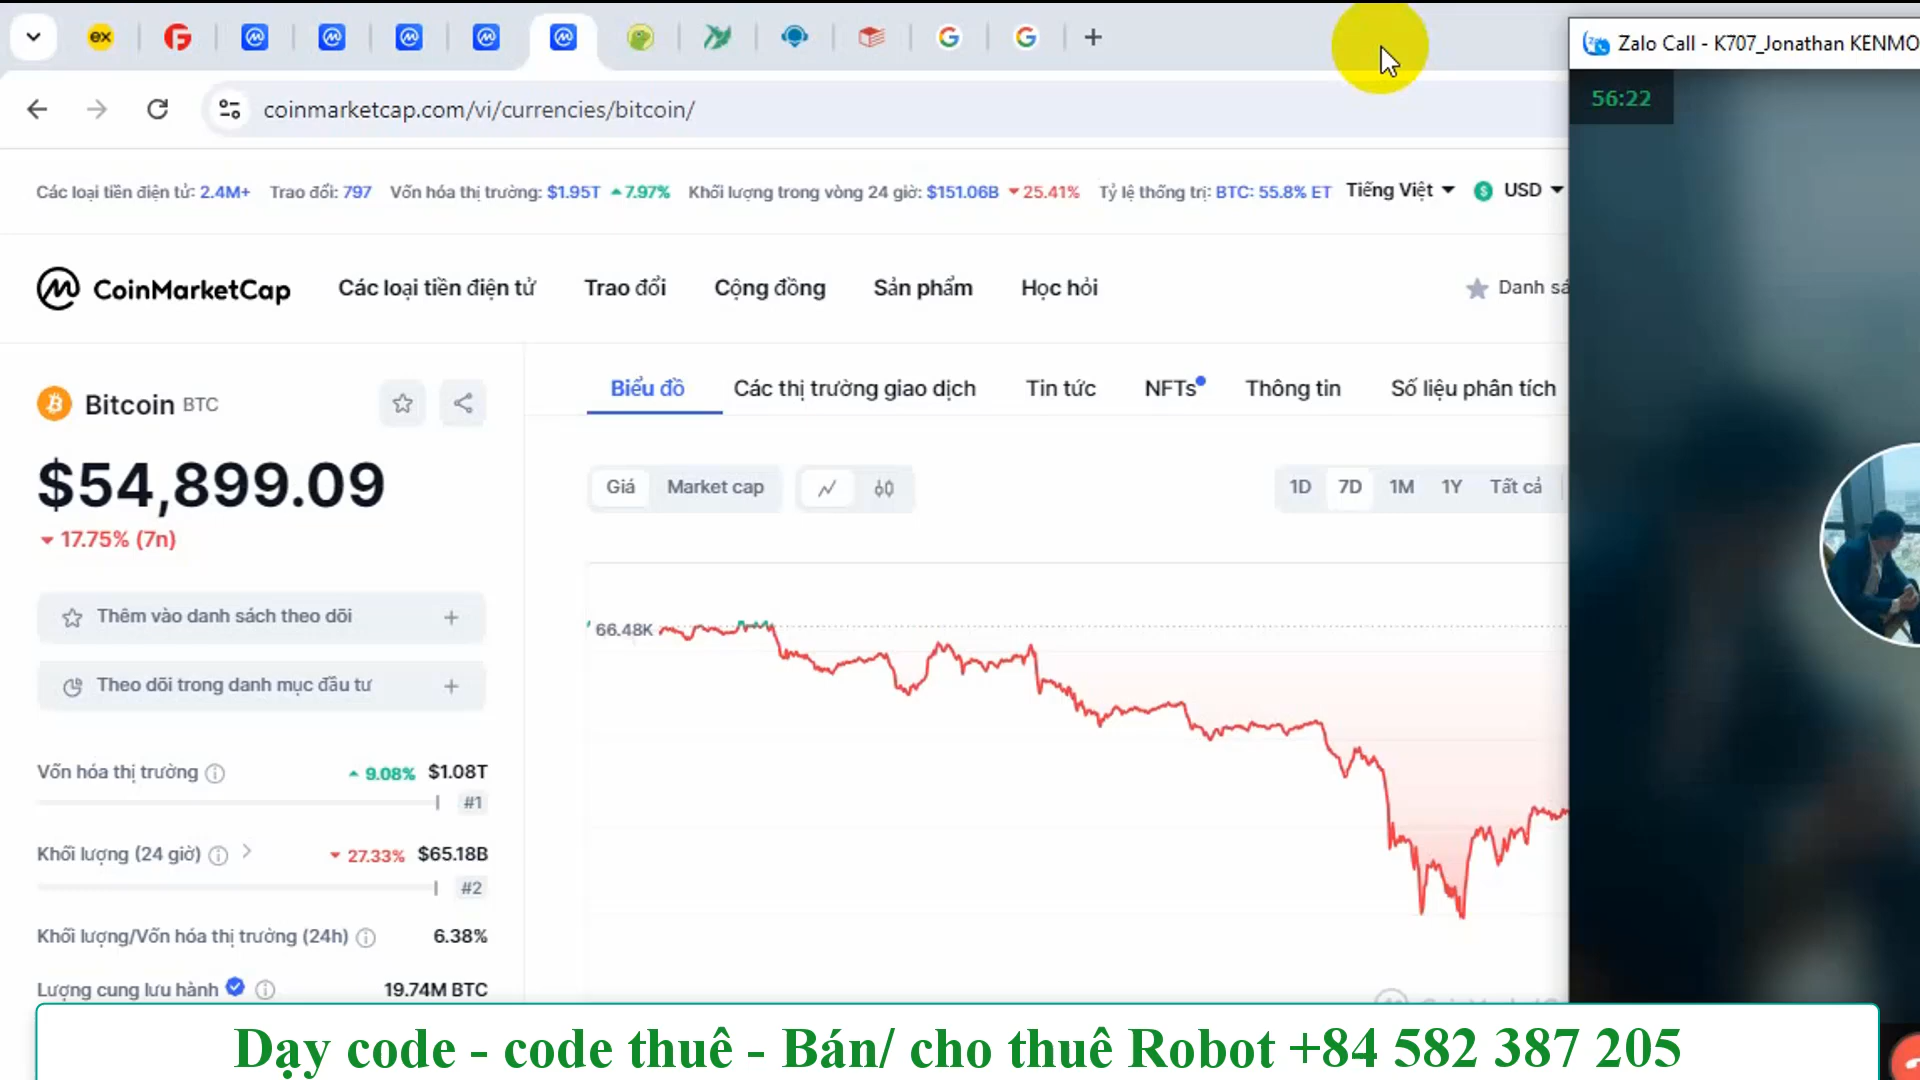 ex
Zalo Call - K707_Jonathan KENMO
coinmarketcap.com/vi/currencies/bitcoin/
56:22
Các loại tiền điện tử: 2.4M+ Trao đổi: 797 Vốn hóa thị trường: $1.95T 7.97% Khối lượng trong vòng 24 giờ: $151.06B 25.41% Tỷ lệ thống trị: BTC: 55.8% ET Tiếng Việt USD
CoinMarketCap Các loại tiền điện tử Trao đổi Cộng đồng Sản phẩm Học hỏi Danh sá
Bitcoin BTC
Biểu đồ Các thị trường giao dịch Tin tức NFTs Thông tin Số liệu phân tích
$54,899.09
17.75% (7n)
Giá Market cap 1D 7D 1M 1Y Tất cả
Thêm vào danh sách theo dõi
Theo dõi trong danh mục đầu tư
66.48K
Vốn hóa thị trường 9.08% $1.08T
#1
Khối lượng (24 giờ) 27.33% $65.18B
#2
Khối lượng/Vốn hóa thị trường (24h) 6.38%
Lượng cung lưu hành 19.74M BTC
Dạy code - code thuê - Bán/ cho thuê Robot +84 582 387 205